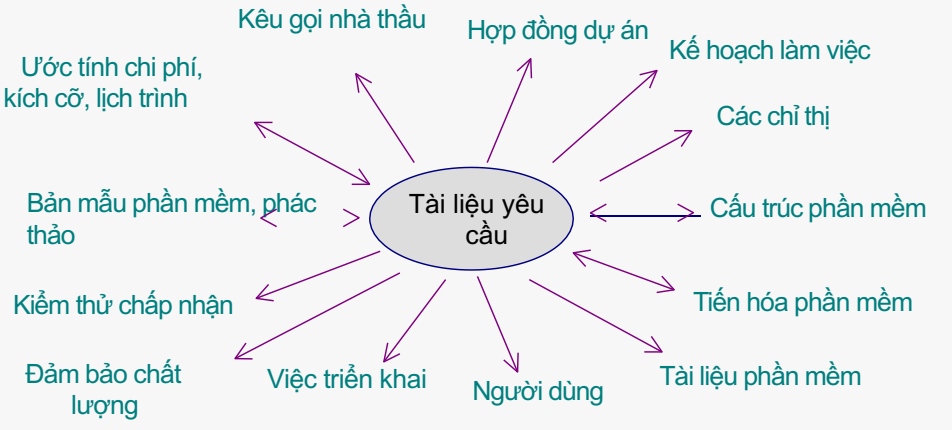 Kêu gọi nhà thầu
Hợp đồng dự án
Kế hoạch làm việc
Ước tính chi phí,
kích cỡ, lịch trình
Các chỉ thị
Bản mẫu phần mềm, phác
thảo
Tài liệu yêu
cầu
Cấu trúc phần mềm
Kiểm thử chấp nhận
Tiến hóa phần mềm
Đảm bảo chất
lượng
Việc triển khai
Người dùng
Tài liệu phần mềm